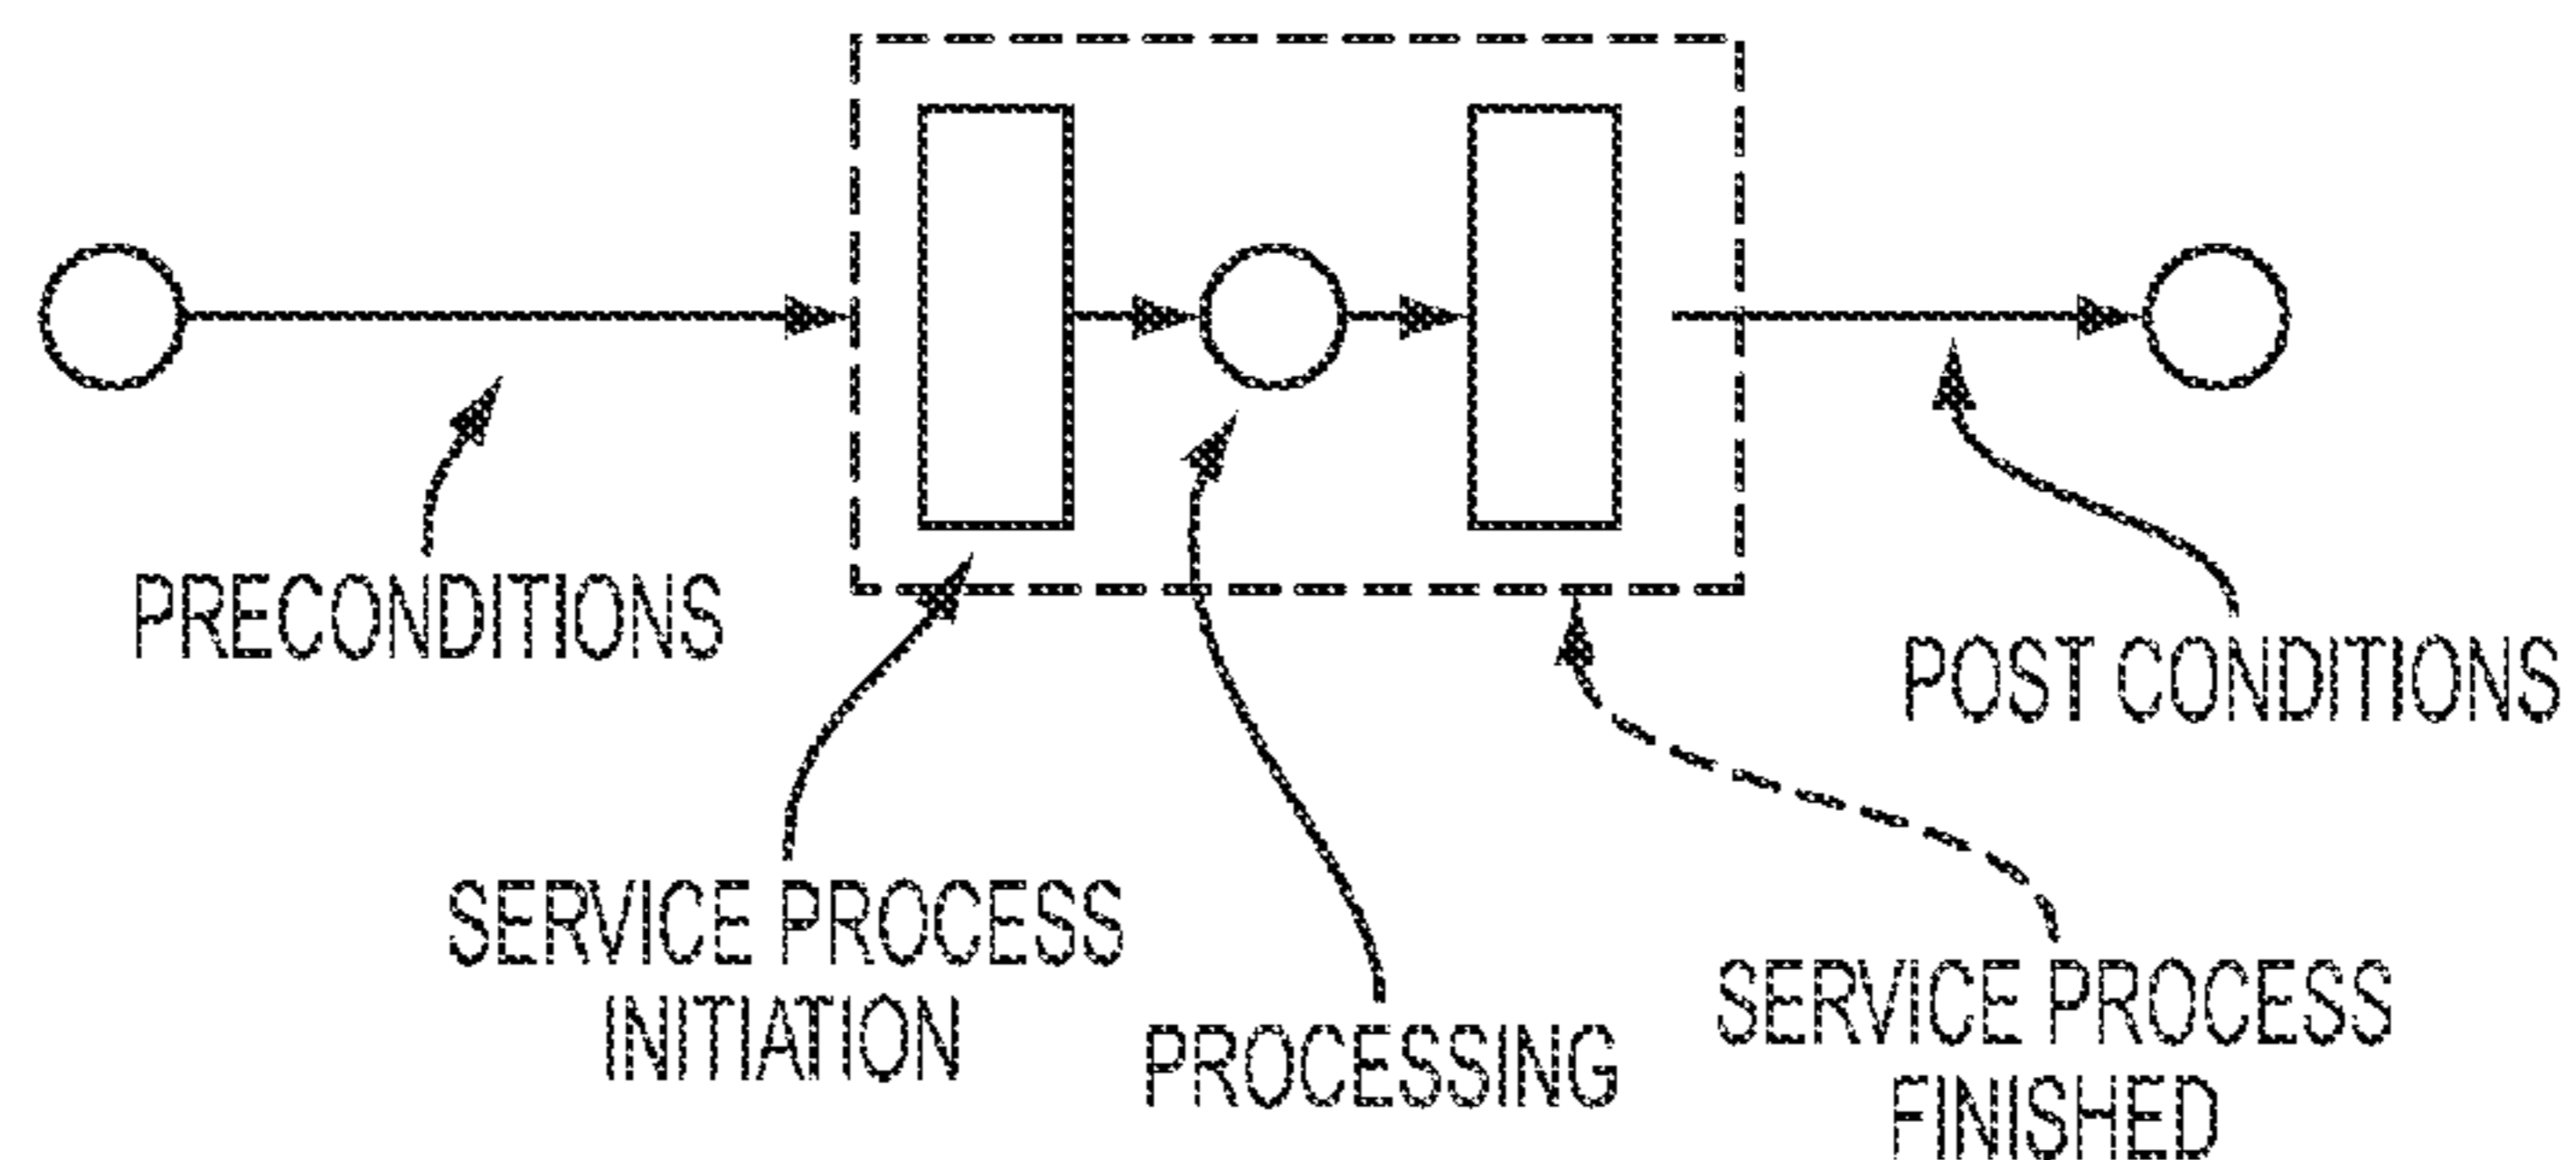 PRECONDITIONS
POST CONDITIONS
SERVICE PROCESS
INITIATION
PROCESSING
SERVICE PROCESS
FINISHED